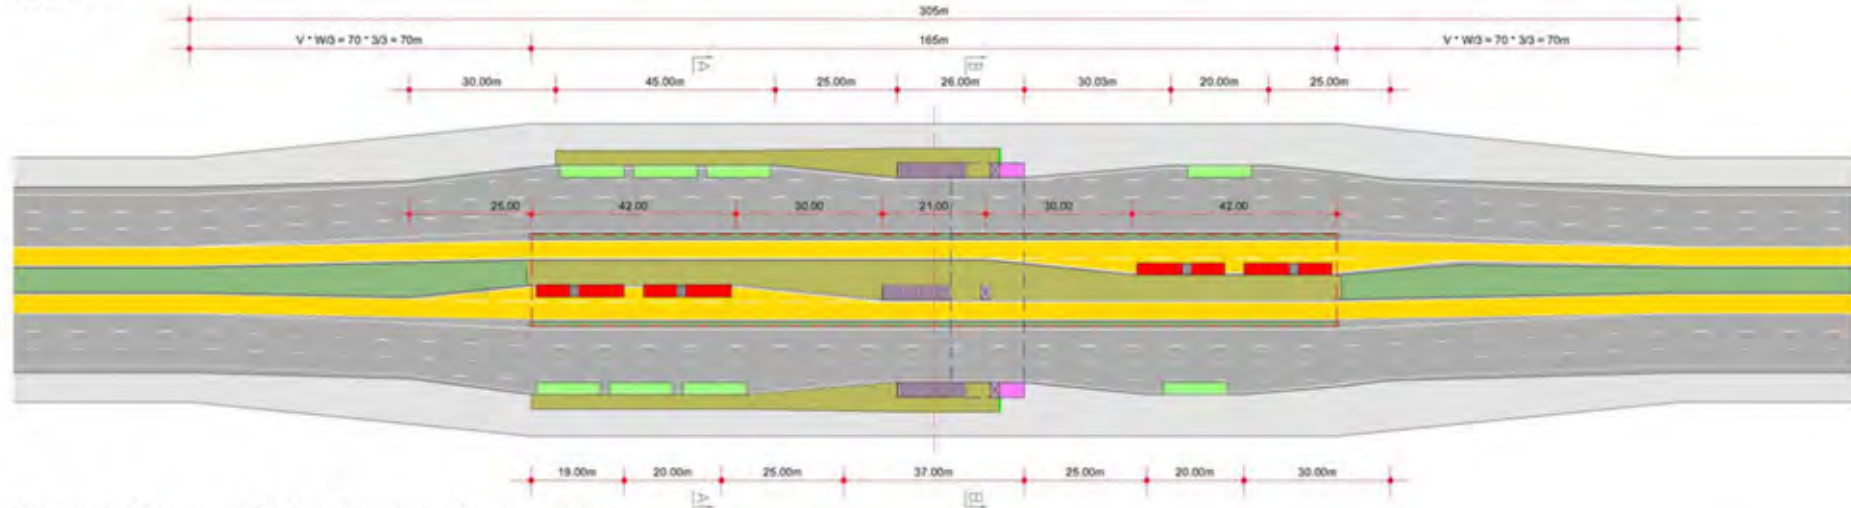 305m
V * W/3 = 70 * 3/3 = 70m 165m V * W/3 = 70 * 3/3 = 70m
A B
30.00m 45.00m 25.00m 26.00m 30.03m 20.00m 25.00m
25.00 42.00 30.00 21.00 30.00 42.00
19.00m 20.00m 25.00m 37.00m 25.00m 20.00m 30.00m
A B